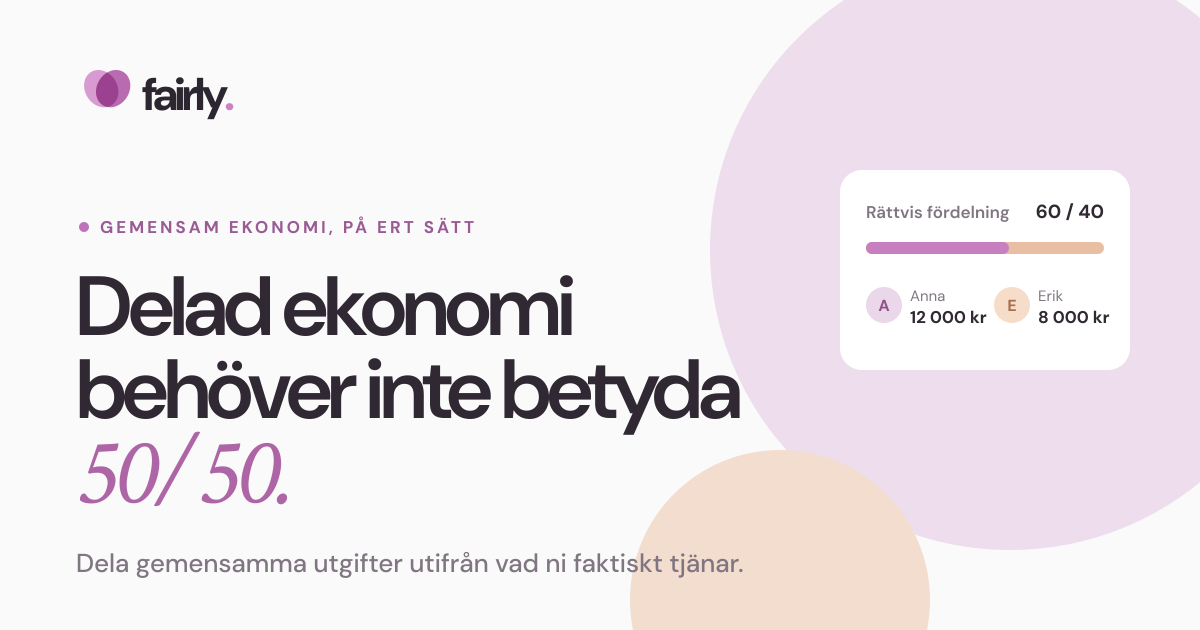 fairly.
GEMENSAM EKONOMI, PÅ ERT SÄTT
Delad ekonomi
behöver inte betyda
50/50.
Dela gemensamma utgifter utifrån vad ni faktiskt tjänar.
Rättvis fördelning 60 / 40
A Anna 12 000 kr
E Erik 8 000 kr